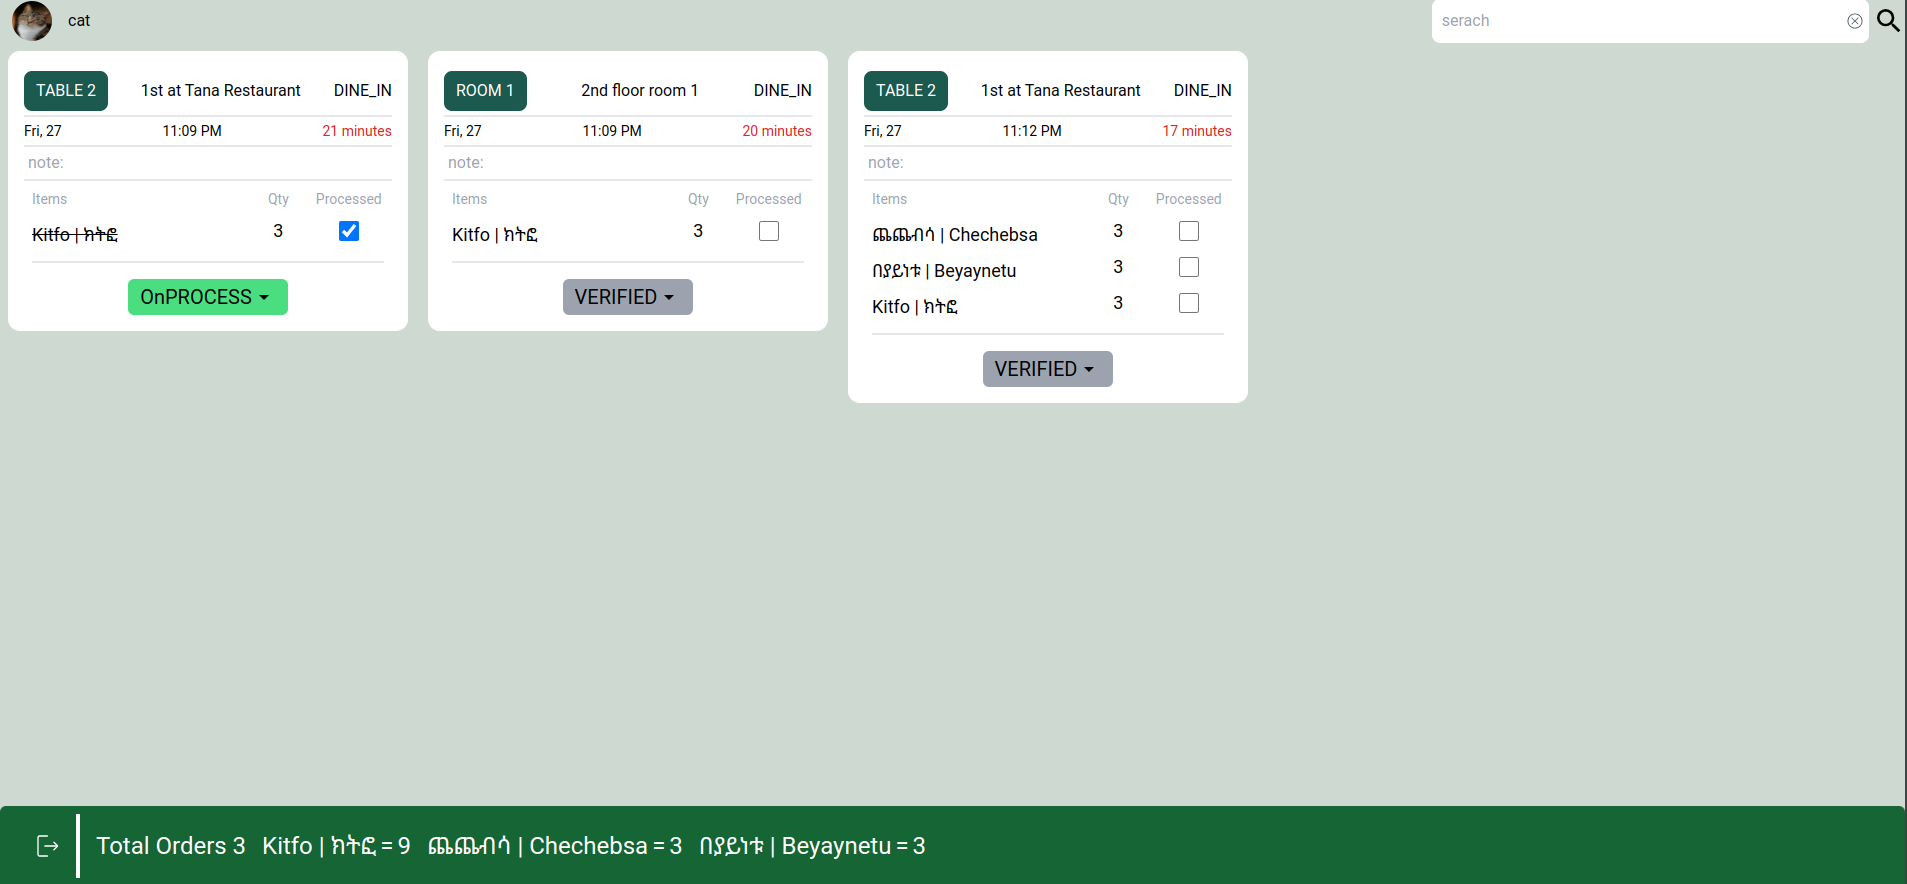 cat
serach
TABLE 2 1st at Tana Restaurant DINE_IN
Fri, 27 11:09 PM 21 minutes
note:
Items Qty Processed
Kitfo | ክትፎ 3
OnPROCESS
ROOM 1 2nd floor room 1 DINE_IN
Fri, 27 11:09 PM 20 minutes
note:
Items Qty Processed
Kitfo | ክትፎ 3
VERIFIED
TABLE 2 1st at Tana Restaurant DINE_IN
Fri, 27 11:12 PM 17 minutes
note:
Items Qty Processed
ጨጨብሳ | Chechebsa 3
በያይነቱ | Beyaynetu 3
Kitfo | ክትፎ 3
VERIFIED
Total Orders 3 Kitfo | ክትፎ = 9 ጨጨብሳ | Chechebsa = 3 በያይነቱ | Beyaynetu = 3